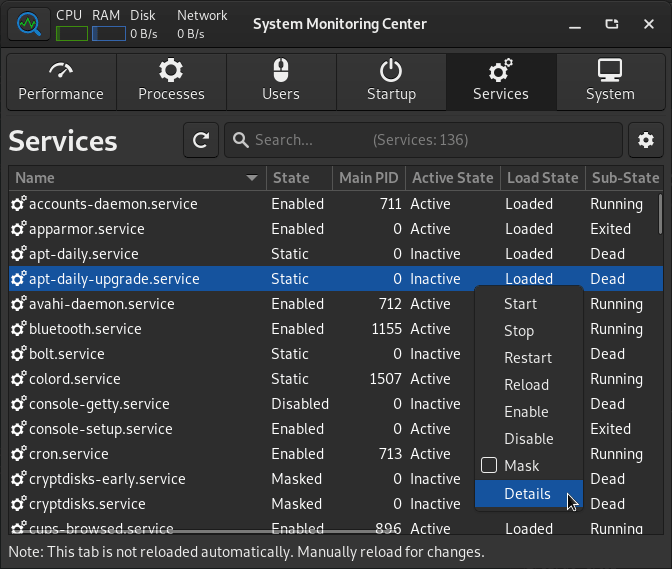 CPU RAM Disk Network
0 B/s 0 B/s
System Monitoring Center
Performance Processes Users Startup Services System
Services Search... (Services: 136)
Name State Main PID Active State Load State Sub-State
accounts-daemon.service Enabled 711 Active Loaded Running
apparmor.service Enabled 0 Active Loaded Exited
apt-daily.service Static 0 Inactive Loaded Dead
apt-daily-upgrade.service Static 0 Inactive Loaded Dead
avahi-daemon.service Enabled 712 Active Running
bluetooth.service Enabled 1155 Active Running
bolt.service Static 0 Inactive Dead
colord.service Static 1507 Active Running
console-getty.service Disabled 0 Inactive Dead
console-setup.service Enabled 0 Active Exited
cron.service Enabled 713 Active Running
cryptdisks-early.service Masked 0 Inactive Dead
cryptdisks.service Masked 0 Inactive Dead
cups-browsed.service Enabled 896 Active Loaded Running
Start
Stop
Restart
Reload
Enable
Disable
Mask
Details
Note: This tab is not reloaded automatically. Manually reload for changes.